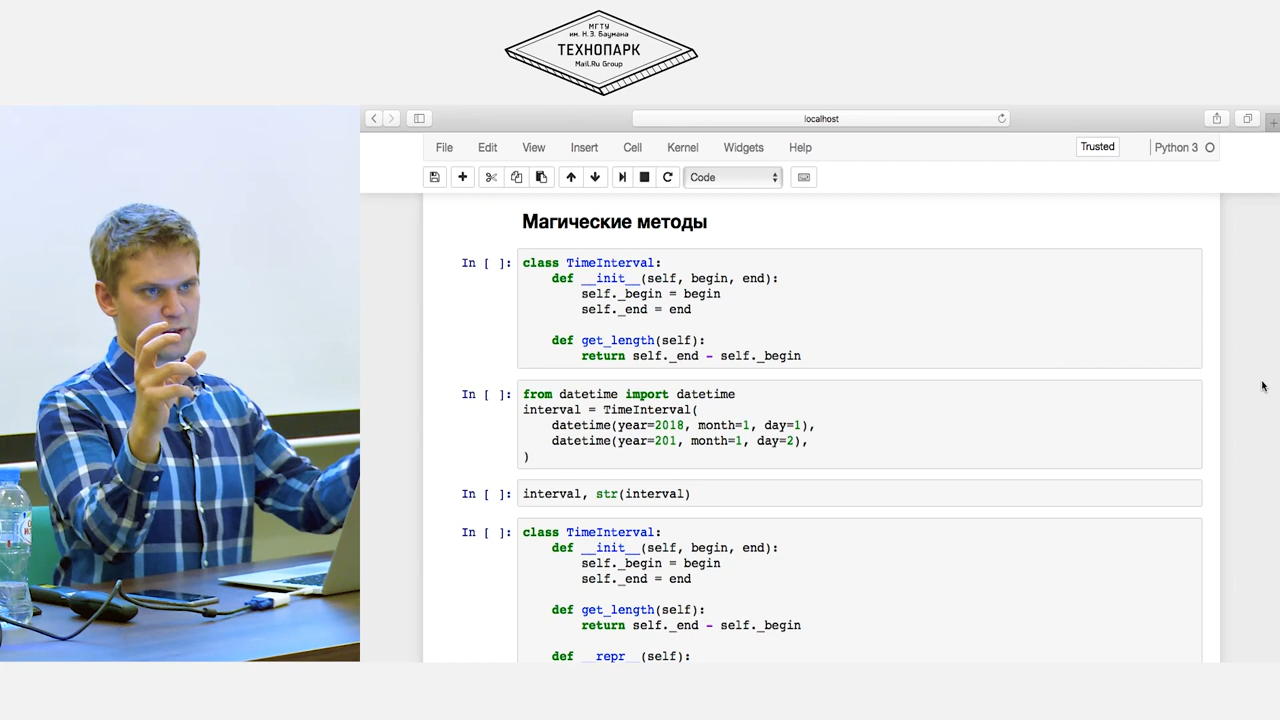 МГТУ
им. Н.Э. Баумана
ТЕХНОПАРК
Mail.Ru Group
localhost
File Edit View Insert Cell Kernel Widgets Help Trusted Python 3
Code
Магические методы
In [ ]: class TimeInterval:
    def __init__(self, begin, end):
        self._begin = begin
        self._end = end
    def get_length(self):
        return self._end - self._begin
In [ ]: from datetime import datetime
interval = TimeInterval(
    datetime(year=2018, month=1, day=1),
    datetime(year=201, month=1, day=2),
)
In [ ]: interval, str(interval)
In [ ]: class TimeInterval:
    def __init__(self, begin, end):
        self._begin = begin
        self._end = end
    def get_length(self):
        return self._end - self._begin
    def __repr__(self):